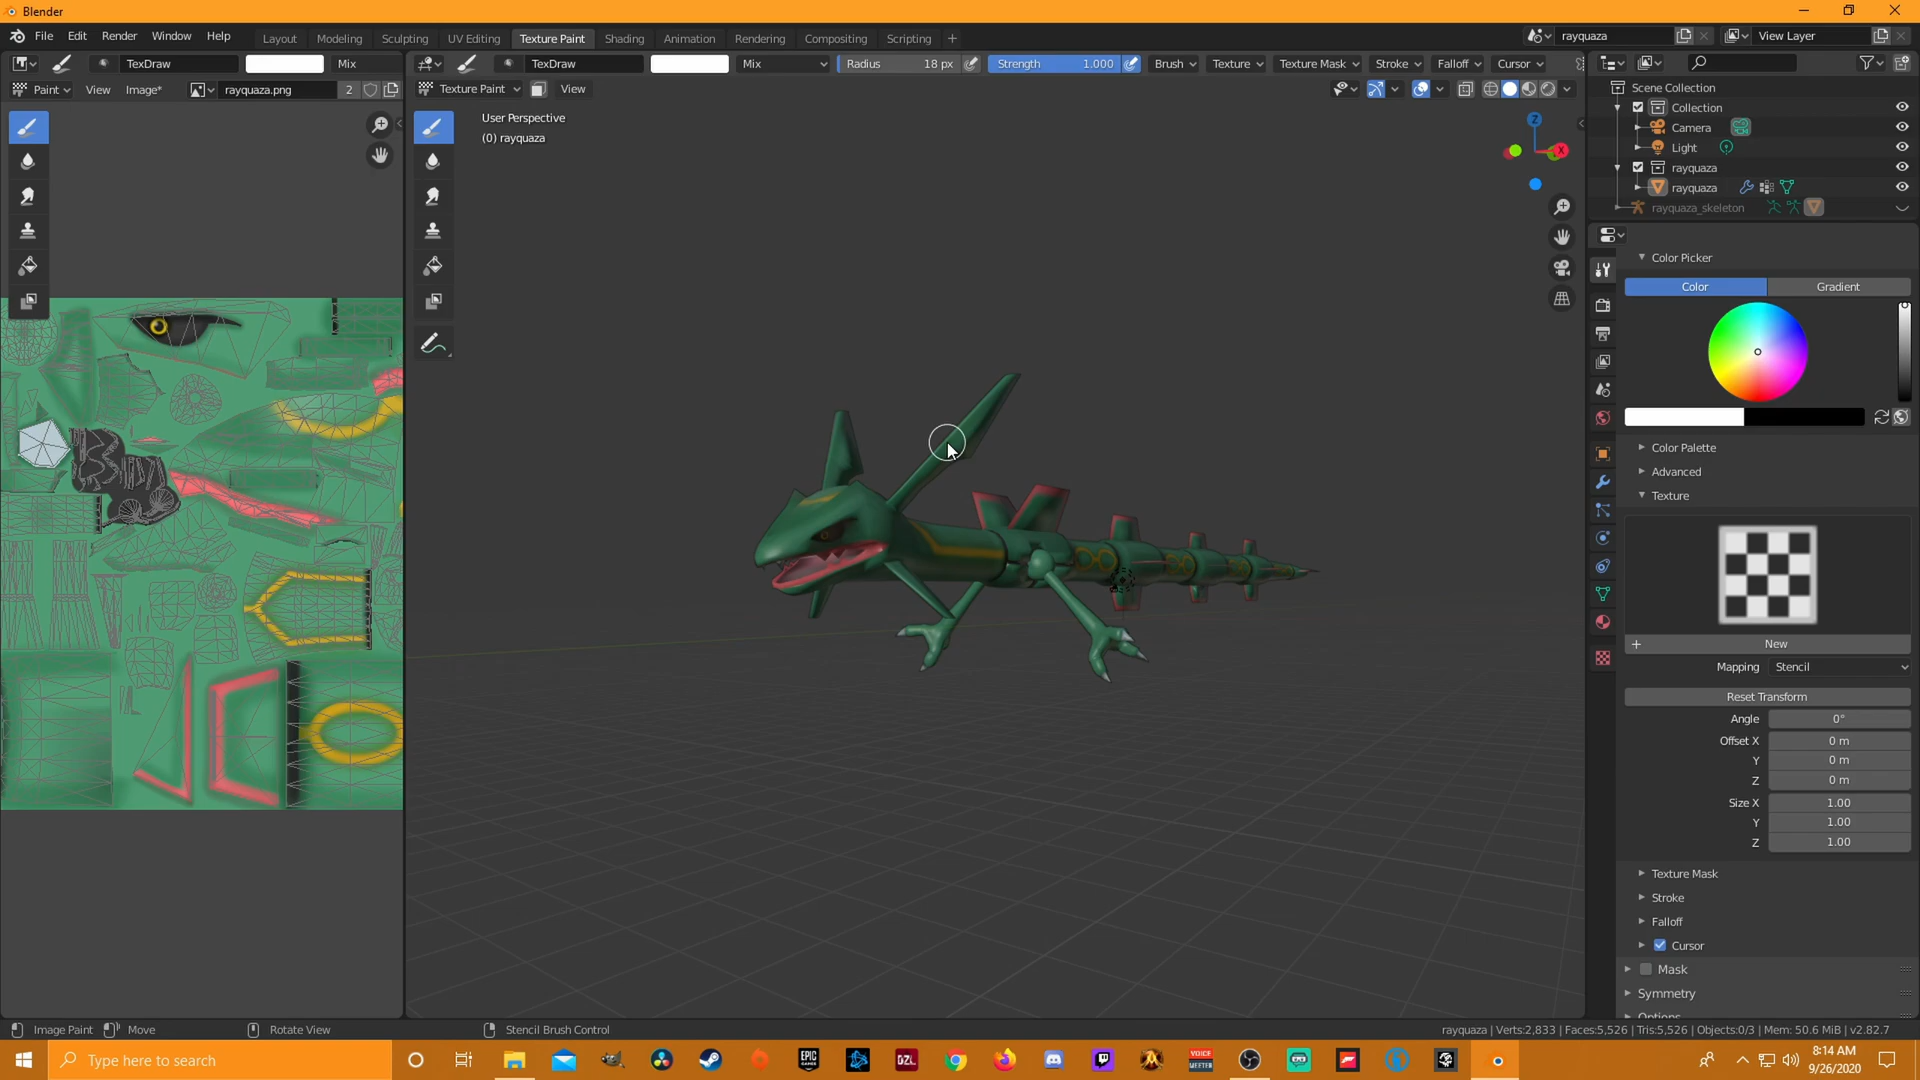 Blender
File Edit Render Window Help
Layout Modeling Sculpting UV Editing Texture Paint Shading Animation Rendering Compositing Scripting +
rayquaza
View Layer
TexDraw Mix
TexDraw Mix Radius 18 px Strength 1.000 Brush Texture Texture Mask Stroke Falloff Cursor
Paint View Image* rayquaza.png 2
Texture Paint View
User Perspective
(0) rayquaza
Z
X
Scene Collection
Collection
Camera
Light
rayquaza
rayquaza
rayquaza_skeleton
Color Picker
Color Gradient
Color Palette
Advanced
Texture
+ New
Mapping Stencil
Reset Transform
Angle 0°
Offset X 0 m
Y 0 m
Z 0 m
Size X 1.00
Y 1.00
Z 1.00
Texture Mask
Stroke
Falloff
Cursor
Mask
Symmetry
Options
Image Paint Move Rotate View Stencil Brush Control
rayquaza | Verts:2,833 | Faces:5,526 | Tris:5,526 | Objects:0/3 | Mem: 50.6 MiB | v2.82.7
Type here to search
EPIC GAMES
DZL
VOICE MEETER
8:14 AM
9/26/2020